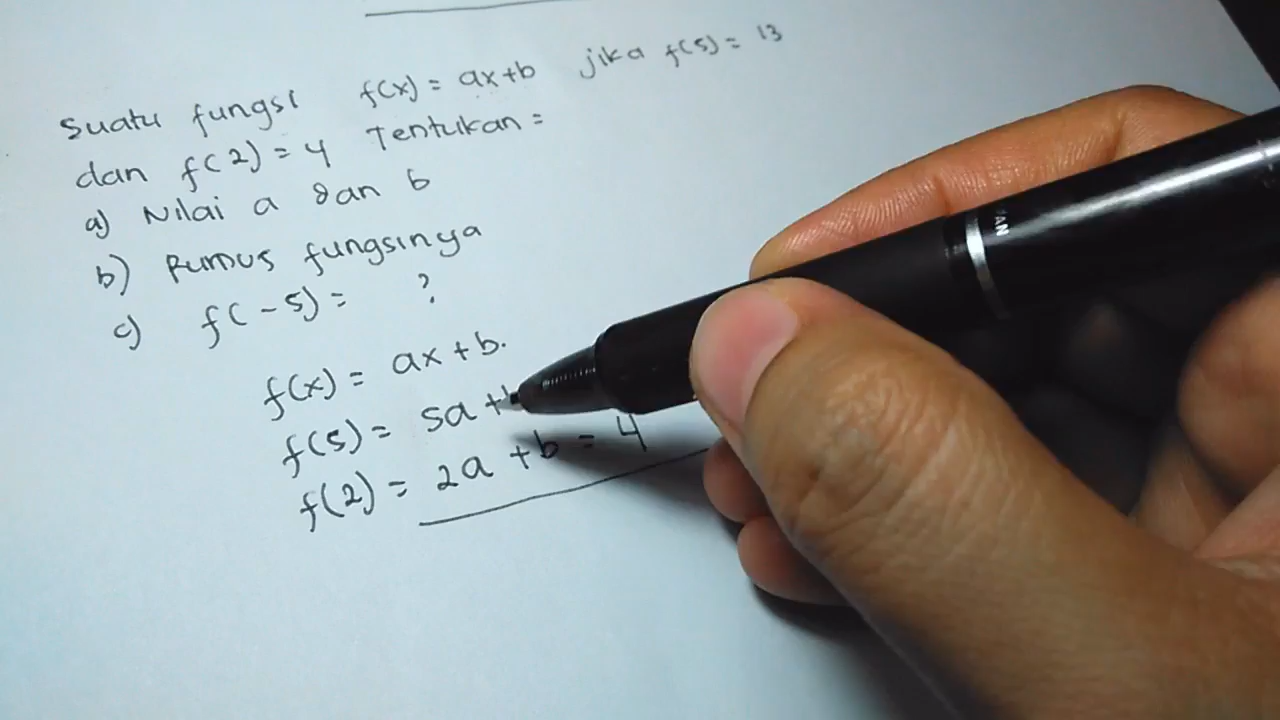 Suatu fungsi f(x) = ax+b jika f(5) = 13
dan f(2) = 4 Tentukan =
a) Nilai a dan b
b) Rumus fungsinya
c) f(-5) = ?
f(x) = ax + b.
f(5) = 5a +
f(2) = 2a + b = 4